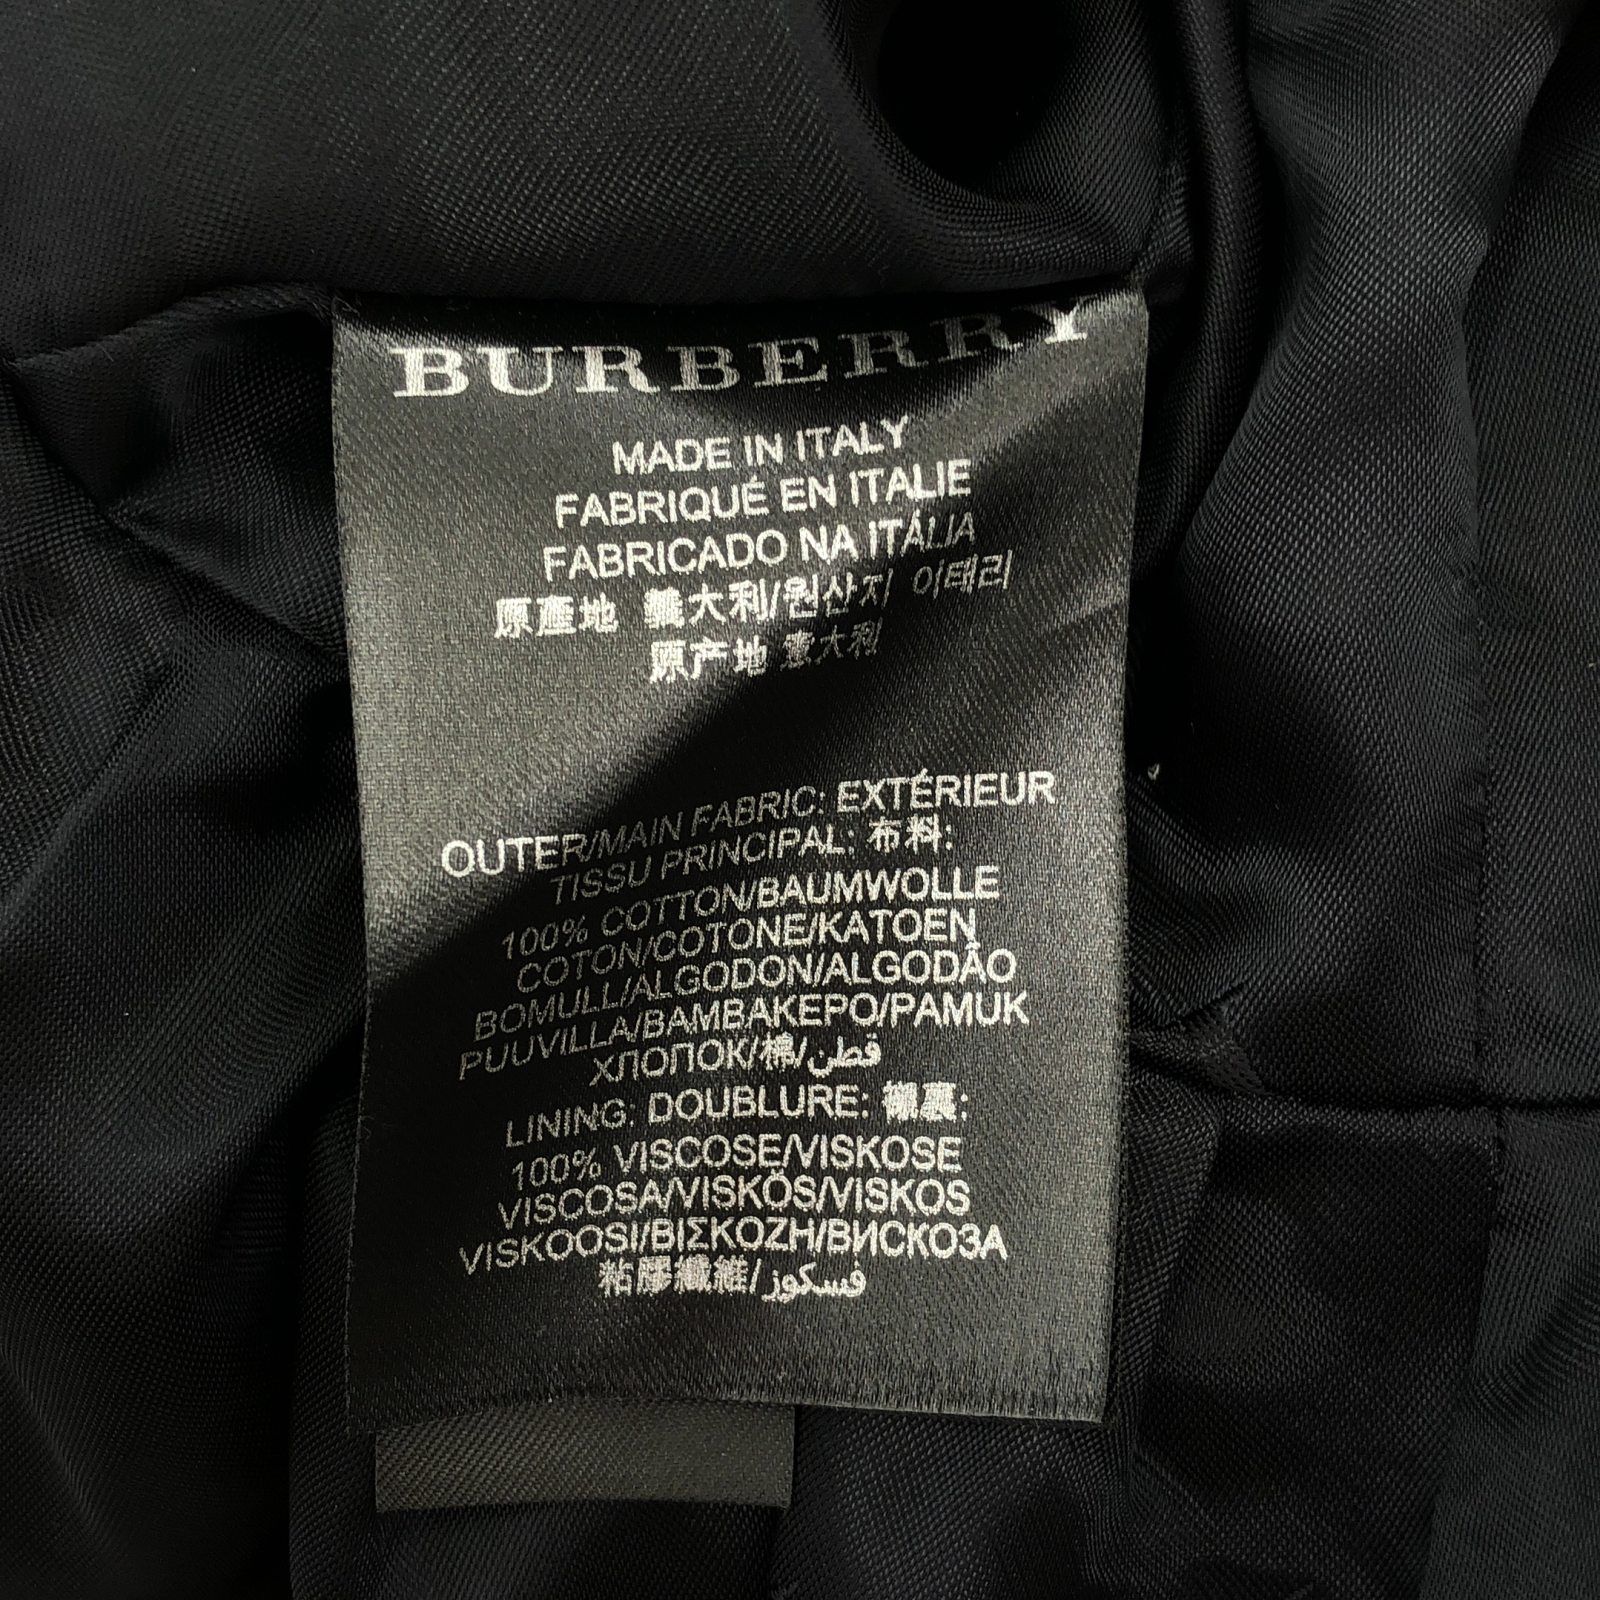 BURBERRY
MADE IN ITALY
FABRIQUÉ EN ITALIE
FABRICADO NA ITÁLIA
原產地 義大利/원산지 이태리
原产地 意大利
OUTER/MAIN FABRIC: EXTÉRIEUR
TISSU PRINCIPAL: 布料:
100% COTTON/BAUMWOLLE
COTON/COTONE/KATOEN
BOMULL/ALGODON/ALGODÂO
PUUVILLA/ΒΑΜΒΑΚΕΡΟ/PAMUK
ХЛОПОК/棉/قطن
LINING: DOUBLURE: 襯裏:
100% VISCOSE/VISKOSE
VISCOSA/VISKÖS/VISKOS
VISKOOSI/ΒΙΣΚΟΖΗ/ВИСКОЗА
粘膠纖維/فسكوز